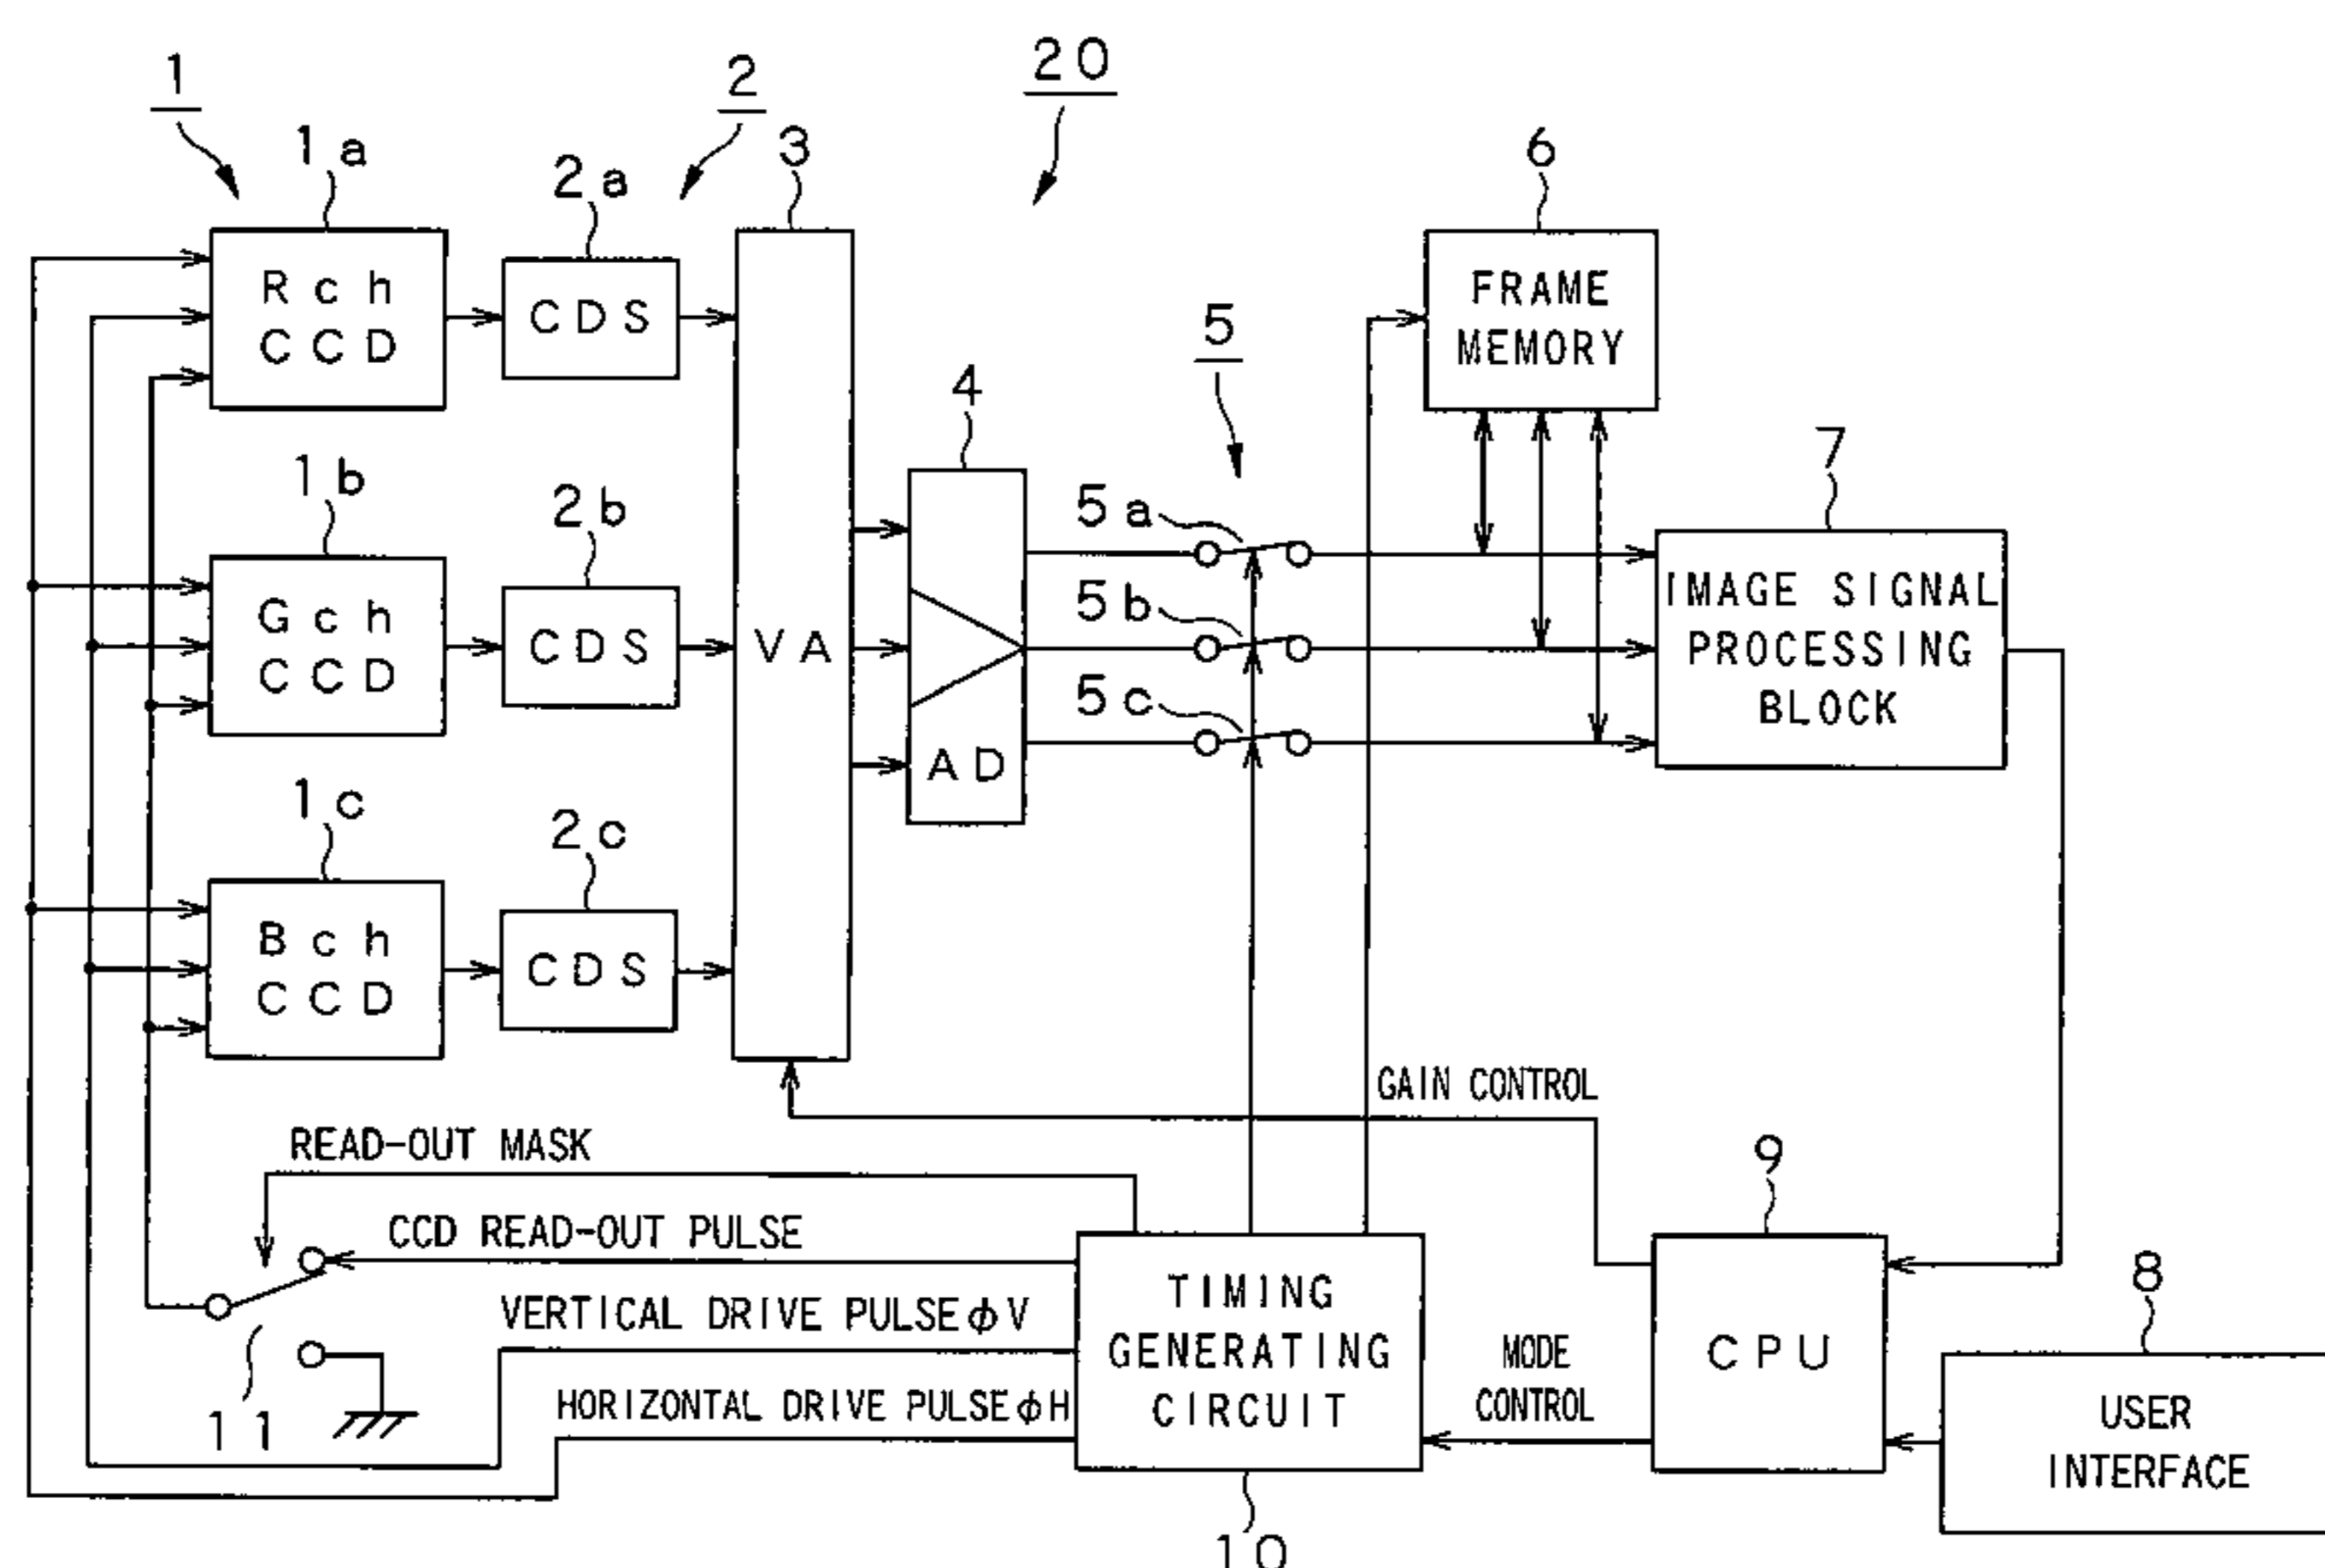 1
2
20
1a
2a
3
6
R ch
CCD
CDS
FRAME
MEMORY
5
4
7
1b
2b
5a
G ch
CCD
CDS
VA
5b
IMAGE SIGNAL
PROCESSING
BLOCK
5c
AD
1c
2c
B ch
CCD
CDS
GAIN CONTROL
READ-OUT MASK
9
CCD READ-OUT PULSE
8
VERTICAL DRIVE PULSE ϕV
TIMING
GENERATING
CIRCUIT
MODE
CONTROL
CPU
HORIZONTAL DRIVE PULSE ϕH
11
USER
INTERFACE
10